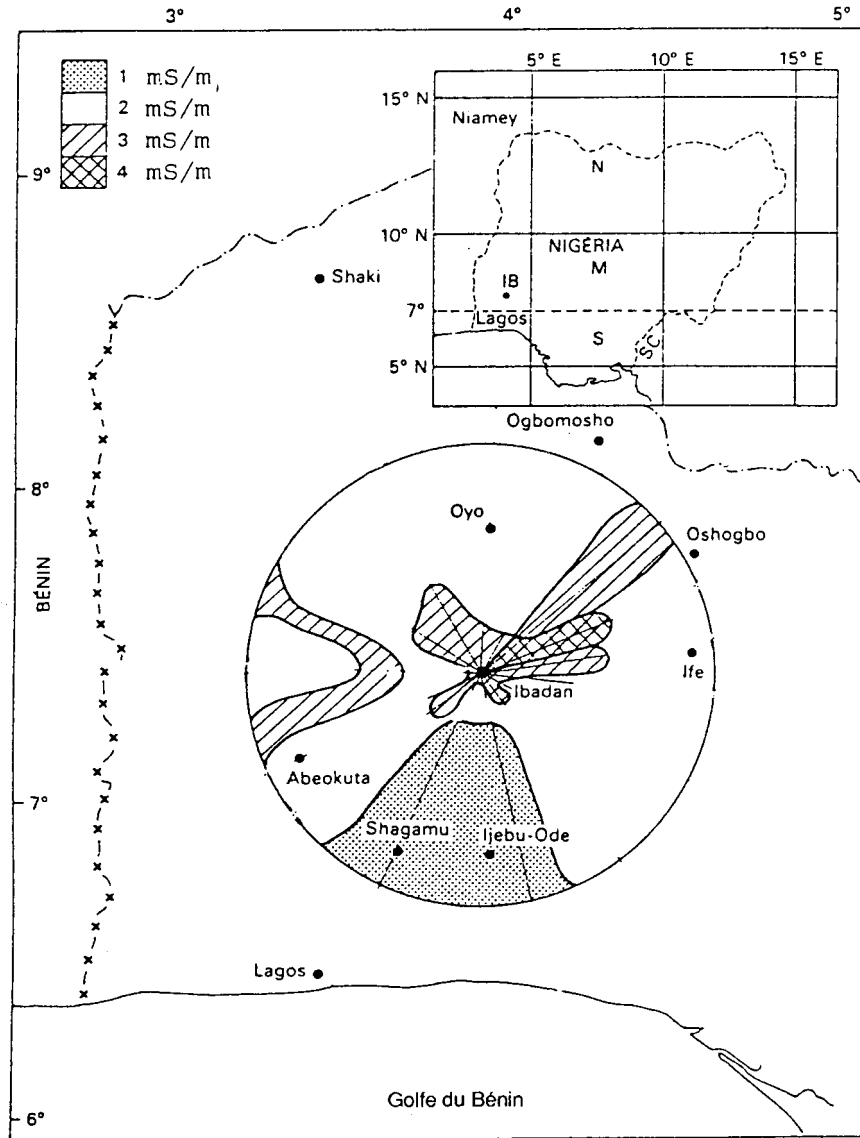 3°
4°
5°
1 mS/m
2 mS/m
3 mS/m
4 mS/m
5° E
10° E
15° E
15° N
Niamey
N
10° N
NIGÉRIA
M
IB
7°
Lagos
S
SC
5° N
9°
Shaki
Ogbomosho
8°
Oyo
Oshogbo
BENIN
Ife
Ibadan
Abeokuta
7°
Shagamu
Ijebu-Ode
Lagos
Golfe du Bénin
6°